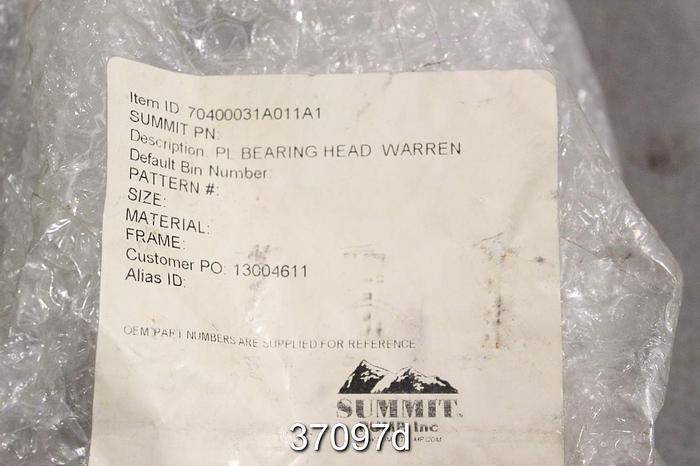 Item ID: 70400031A011A1
SUMMIT PN:
Description: PL BEARING HEAD WARREN
Default Bin Number:
PATTERN #:
SIZE:
MATERIAL:
FRAME:
Customer PO: 13004611
Alias ID:
OEM PART NUMBERS ARE SUPPLIED FOR REFERENCE
SUMMIT
Inc
37097d